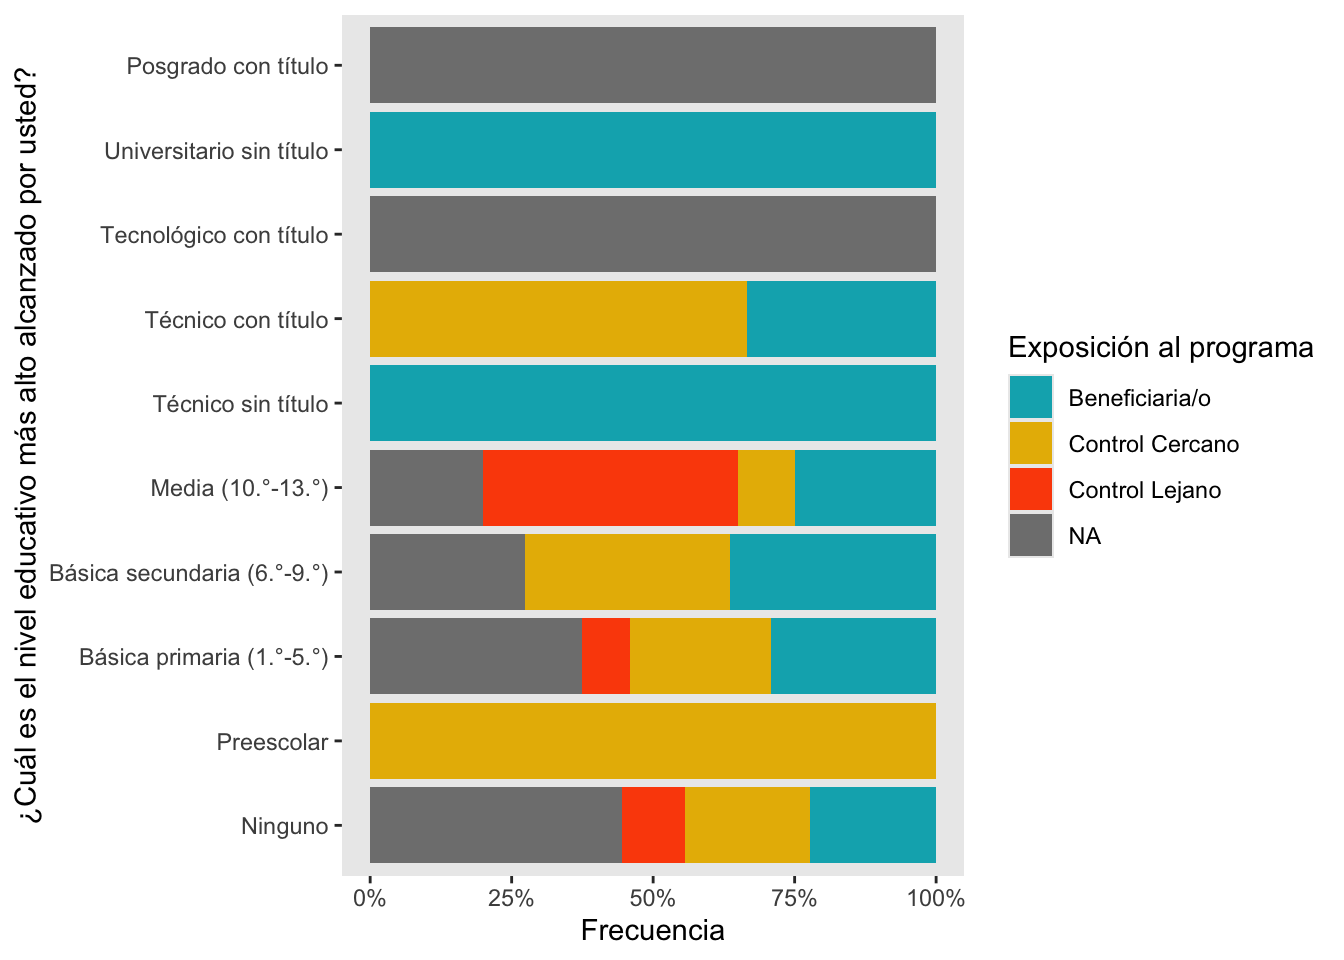 ¿Cuál es el nivel educativo más alto alcanzado por usted?
Posgrado con título
Universitario sin título
Tecnológico con título
Técnico con título
Técnico sin título
Media (10.°-13.°)
Básica secundaria (6.°-9.°)
Básica primaria (1.°-5.°)
Preescolar
Ninguno
0% 25% 50% 75% 100%
Frecuencia
Exposición al programa
Beneficiaria/o
Control Cercano
Control Lejano
NA